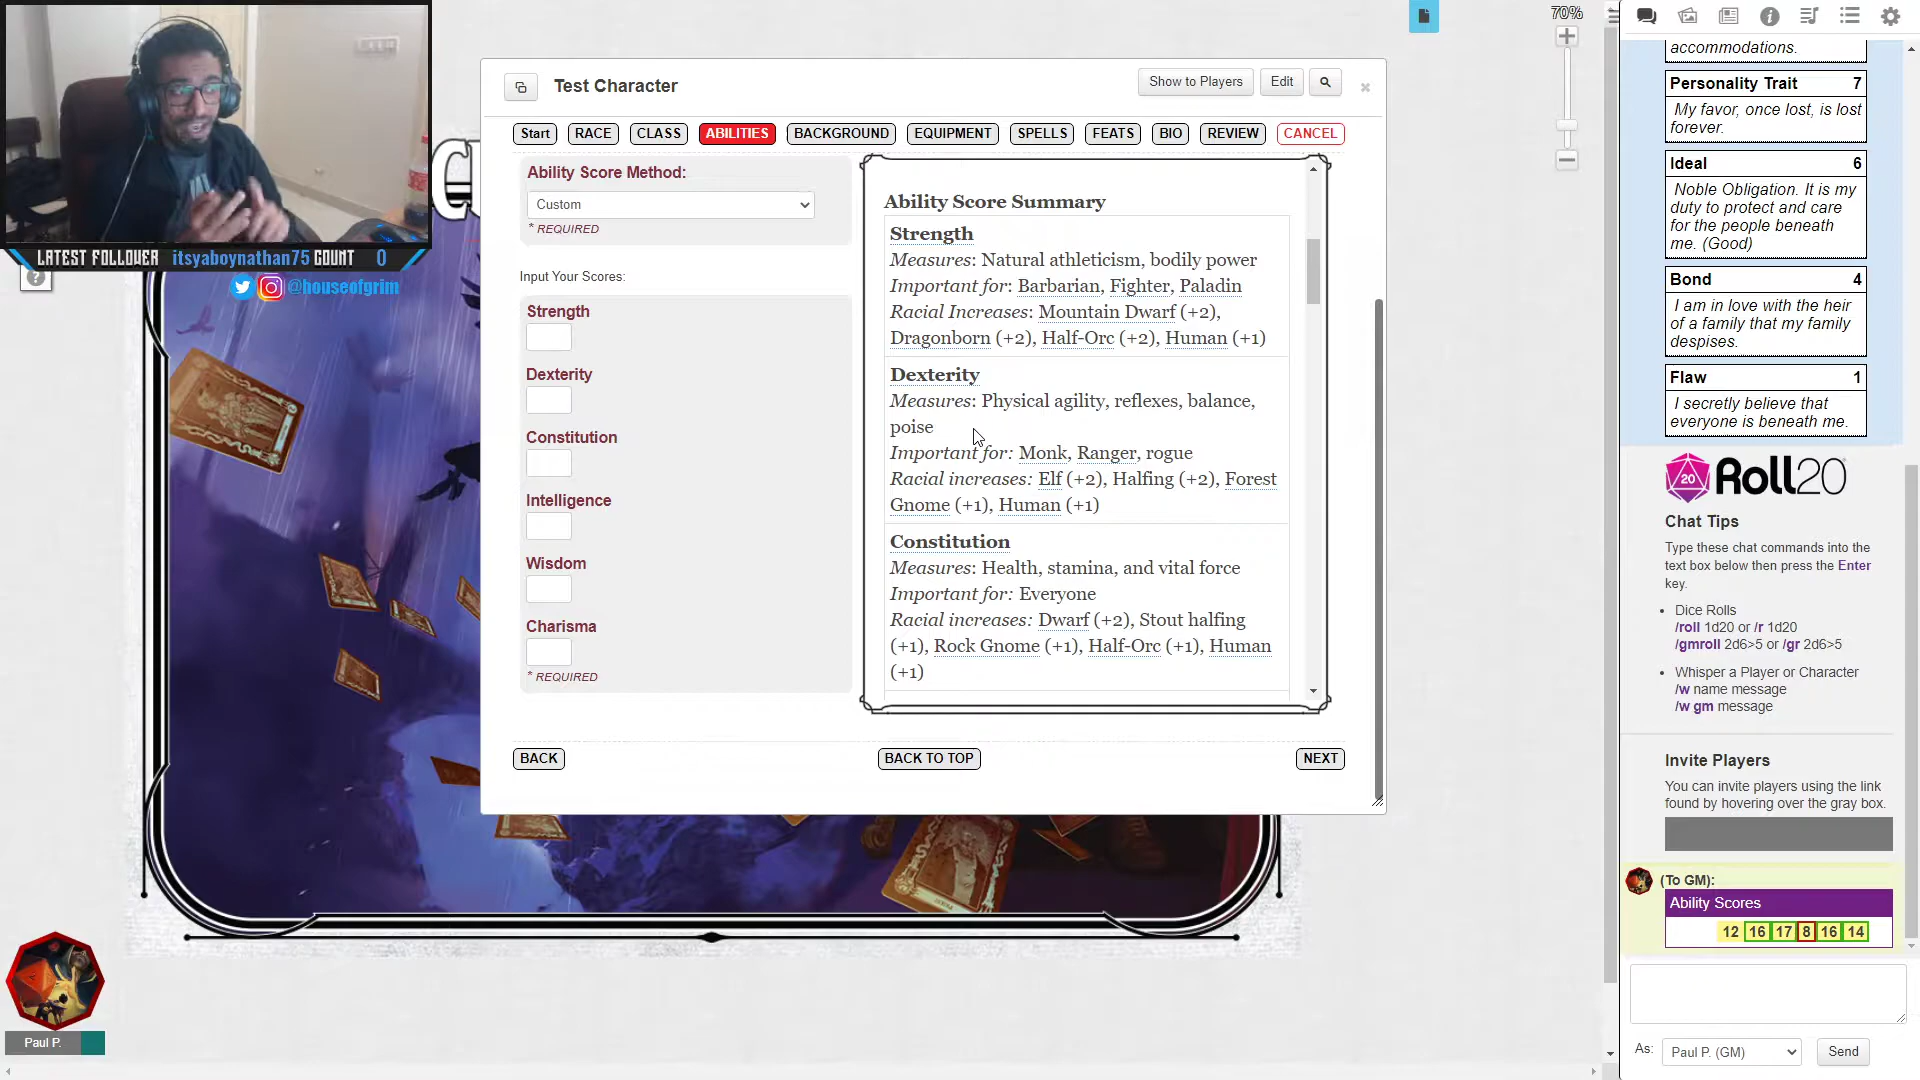 LATEST FOLLOWER itsyaboynathan75 COUNT 0
@houseofgrim
?
70%
Test Character
Show to Players
Edit
Start
RACE
CLASS
ABILITIES
BACKGROUND
EQUIPMENT
SPELLS
FEATS
BIO
REVIEW
CANCEL
Ability Score Method:
Custom
* REQUIRED
Input Your Scores:
Strength
Dexterity
Constitution
Intelligence
Wisdom
Charisma
* REQUIRED
Ability Score Summary
Strength
Measures: Natural athleticism, bodily power
Important for: Barbarian, Fighter, Paladin
Racial Increases: Mountain Dwarf (+2),
Dragonborn (+2), Half-Orc (+2), Human (+1)
Dexterity
Measures: Physical agility, reflexes, balance,
poise
Important for: Monk, Ranger, rogue
Racial increases: Elf (+2), Halfing (+2), Forest
Gnome (+1), Human (+1)
Constitution
Measures: Health, stamina, and vital force
Important for: Everyone
Racial increases: Dwarf (+2), Stout halfing
(+1), Rock Gnome (+1), Half-Orc (+1), Human
(+1)
BACK
BACK TO TOP
NEXT
Paul P.
accommodations.
Personality Trait 7
My favor, once lost, is lost
forever.
Ideal 6
Noble Obligation. It is my
duty to protect and care
for the people beneath
me. (Good)
Bond 4
I am in love with the heir
of a family that my family
despises.
Flaw 1
I secretly believe that
everyone is beneath me.
20 Roll20
Chat Tips
Type these chat commands into the
text box below then press the Enter
key.
Dice Rolls
/roll 1d20 or /r 1d20
/gmroll 2d6>5 or /gr 2d6>5
Whisper a Player or Character
/w name message
/w gm message
Invite Players
You can invite players using the link
found by hovering over the gray box.
(To GM):
Ability Scores
12 16 17 8 16 14
As: Paul P. (GM)
Send